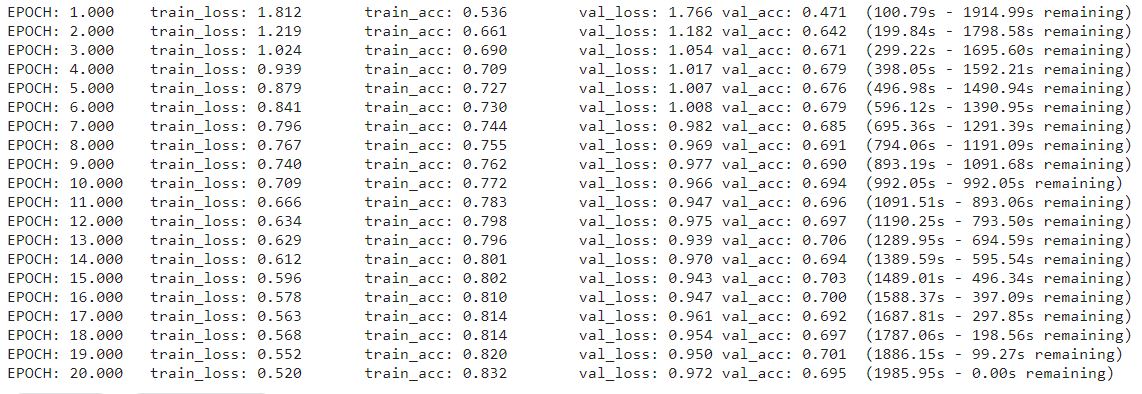 EPOCH: 1.000 train_loss: 1.812 train_acc: 0.536 val_loss: 1.766 val_acc: 0.471 (100.79s - 1914.99s remaining)
EPOCH: 2.000 train_loss: 1.219 train_acc: 0.661 val_loss: 1.182 val_acc: 0.642 (199.84s - 1798.58s remaining)
EPOCH: 3.000 train_loss: 1.024 train_acc: 0.690 val_loss: 1.054 val_acc: 0.671 (299.22s - 1695.60s remaining)
EPOCH: 4.000 train_loss: 0.939 train_acc: 0.709 val_loss: 1.017 val_acc: 0.679 (398.05s - 1592.21s remaining)
EPOCH: 5.000 train_loss: 0.879 train_acc: 0.727 val_loss: 1.007 val_acc: 0.676 (496.98s - 1490.94s remaining)
EPOCH: 6.000 train_loss: 0.841 train_acc: 0.730 val_loss: 1.008 val_acc: 0.679 (596.12s - 1390.95s remaining)
EPOCH: 7.000 train_loss: 0.796 train_acc: 0.744 val_loss: 0.982 val_acc: 0.685 (695.36s - 1291.39s remaining)
EPOCH: 8.000 train_loss: 0.767 train_acc: 0.755 val_loss: 0.969 val_acc: 0.691 (794.06s - 1191.09s remaining)
EPOCH: 9.000 train_loss: 0.740 train_acc: 0.762 val_loss: 0.977 val_acc: 0.690 (893.19s - 1091.68s remaining)
EPOCH: 10.000 train_loss: 0.709 train_acc: 0.772 val_loss: 0.966 val_acc: 0.694 (992.05s - 992.05s remaining)
EPOCH: 11.000 train_loss: 0.666 train_acc: 0.783 val_loss: 0.947 val_acc: 0.696 (1091.51s - 893.06s remaining)
EPOCH: 12.000 train_loss: 0.634 train_acc: 0.798 val_loss: 0.975 val_acc: 0.697 (1190.25s - 793.50s remaining)
EPOCH: 13.000 train_loss: 0.629 train_acc: 0.796 val_loss: 0.939 val_acc: 0.706 (1289.95s - 694.59s remaining)
EPOCH: 14.000 train_loss: 0.612 train_acc: 0.801 val_loss: 0.970 val_acc: 0.694 (1389.59s - 595.54s remaining)
EPOCH: 15.000 train_loss: 0.596 train_acc: 0.802 val_loss: 0.943 val_acc: 0.703 (1489.01s - 496.34s remaining)
EPOCH: 16.000 train_loss: 0.578 train_acc: 0.810 val_loss: 0.947 val_acc: 0.700 (1588.37s - 397.09s remaining)
EPOCH: 17.000 train_loss: 0.563 train_acc: 0.814 val_loss: 0.961 val_acc: 0.692 (1687.81s - 297.85s remaining)
EPOCH: 18.000 train_loss: 0.568 train_acc: 0.814 val_loss: 0.954 val_acc: 0.697 (1787.06s - 198.56s remaining)
EPOCH: 19.000 train_loss: 0.552 train_acc: 0.820 val_loss: 0.950 val_acc: 0.701 (1886.15s - 99.27s remaining)
EPOCH: 20.000 train_loss: 0.520 train_acc: 0.832 val_loss: 0.972 val_acc: 0.695 (1985.95s - 0.00s remaining)